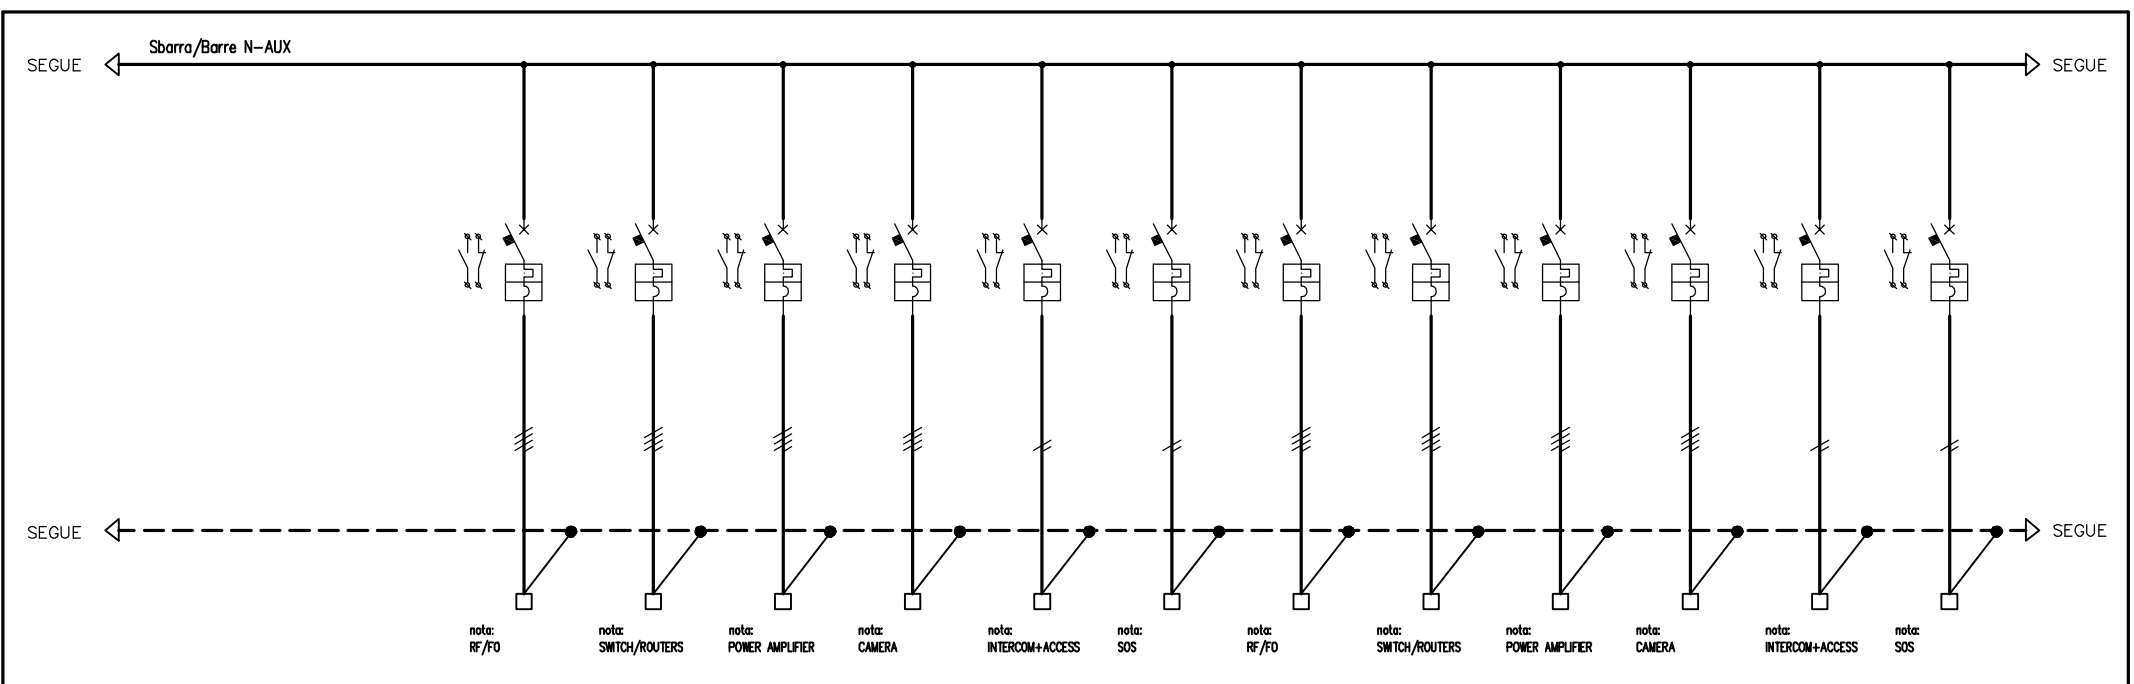 Sbarra/Barre N-AUX
SEGUE
SEGUE
SEGUE
SEGUE
nota:
RF/FO
nota:
SWITCH/ROUTERS
nota:
POWER AMPLIFIER
nota:
CAMERA
nota:
INTERCOM+ACCESS
nota:
SOS
nota:
RF/FO
nota:
SWITCH/ROUTERS
nota:
POWER AMPLIFIER
nota:
CAMERA
nota:
INTERCOM+ACCESS
nota:
SOS